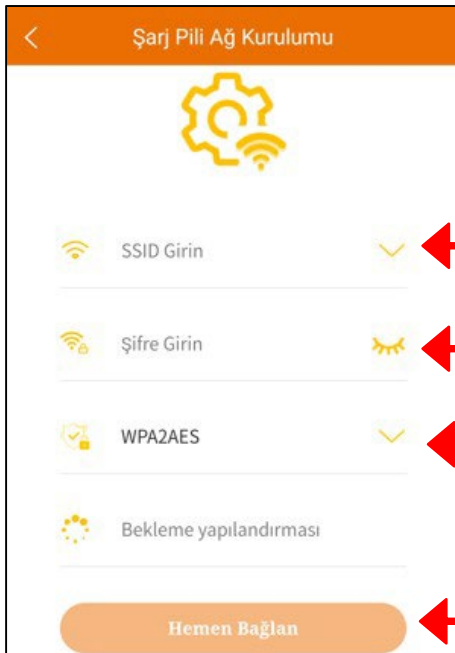 Şarj Pili Ağ Kurulumu
SSID Girin
Şifre Girin
WPA2AES
Bekleme yapılandırması
Hemen Bağlan